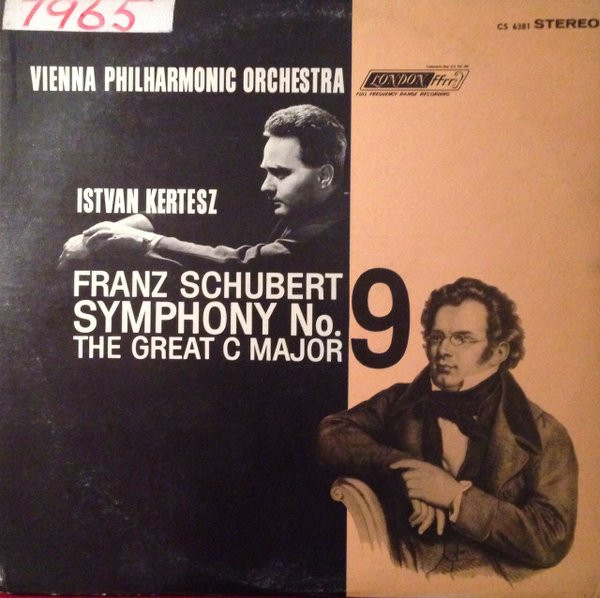 7965
CS 6381 STEREO
VIENNA PHILHARMONIC ORCHESTRA
LONDON ffrr
FULL FREQUENCY RANGE RECORDING
ISTVAN KERTESZ
FRANZ SCHUBERT
SYMPHONY No. 9
THE GREAT C MAJOR